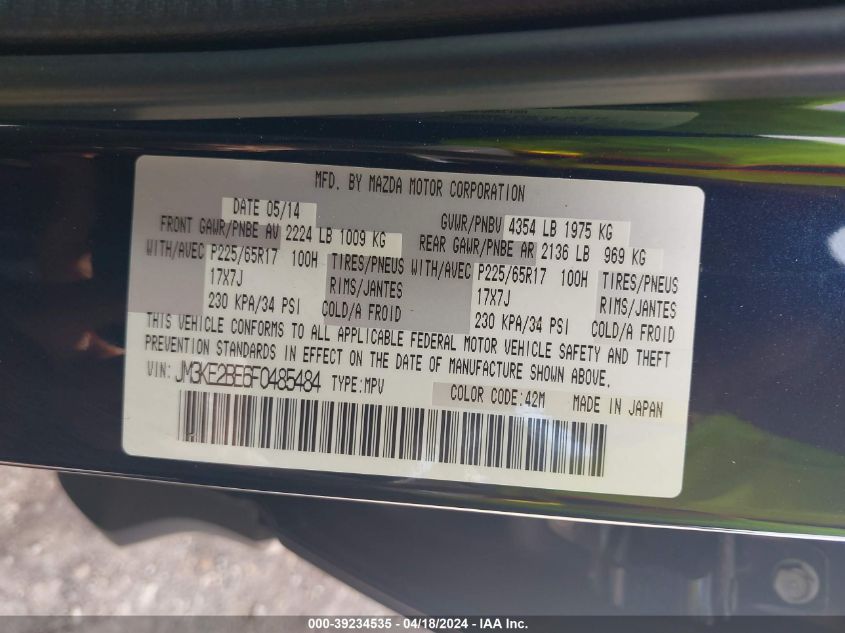 MFD. BY MAZDA MOTOR CORPORATION
DATE 05/14 GVWR/PNBV 4354 LB 1975 KG
FRONT GAWR/PNBE AV 2224 LB 1009 KG REAR GAWR/PNBE AR 2136 LB 969 KG
WITH/AVEC P225/65R17 100H TIRES/PNEUS WITH/AVEC P225/65R17 100H TIRES/PNEUS
17X7J RIMS/JANTES 17X7J RIMS/JANTES
230 KPA/34 PSI COLD/A FROID 230 KPA/34 PSI COLD/A FROID
THIS VEHICLE CONFORMS TO ALL APPLICABLE FEDERAL MOTOR VEHICLE SAFETY AND THEFT
PREVENTION STANDARDS IN EFFECT ON THE DATE OF MANUFACTURE SHOWN ABOVE.
VIN: JM3KE2BE6F0485484 TYPE:MPV COLOR CODE:42M MADE IN JAPAN
000-39234535 - 04/18/2024 - IAA Inc.